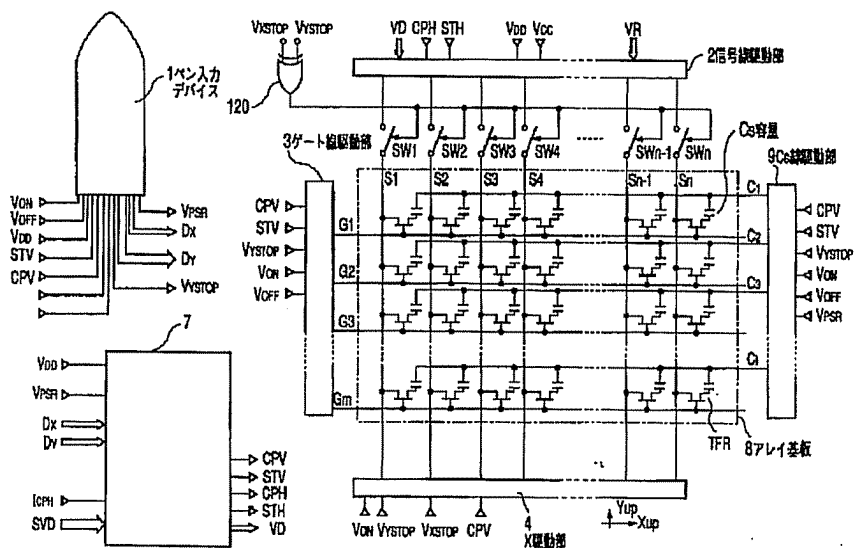 VXSTOP VYSTOP
VD CPH STH VDD VCC VR
2信号線駆動部
1ペン入力
デバイス
120
3ゲート線駆動部
SW1 SW2 SW3 SW4 SWn-1 SWn
Cs容量
9Cs線駆動部
S1 S2 S3 S4 Sn-1 Sn
VON
VOFF
VDD
STV
CPV
VPSR
DX
DY
VYSTOP
CPV
STV
VYSTOP
VON
VOFF
G1
G2
G3
Gm
C1
C2
C3
Ci
CPV
STV
VYSTOP
VON
VOFF
VPSR
TFR
8アレイ基板
7
VDD
VPSR
DX
DY
ICPH
SVD
CPV
STV
CPH
STH
VD
VON VYSTOP VXSTOP CPV
4
X駆動部
Yup
Xup